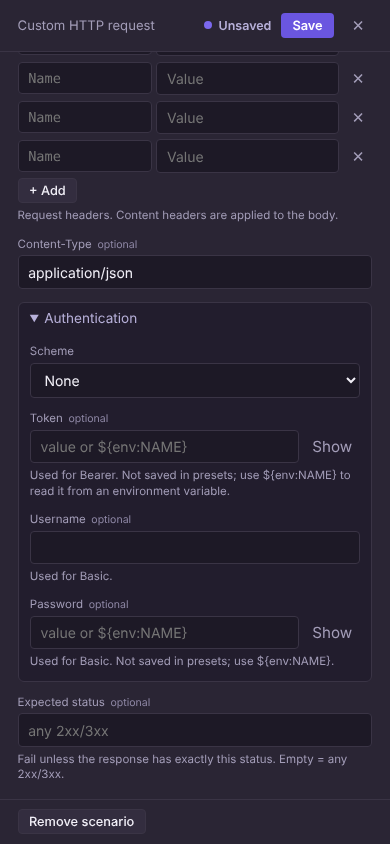 Custom HTTP request Unsaved Save ✕
Name Value ✕
Name Value ✕
Name Value ✕
+ Add
Request headers. Content headers are applied to the body.
Content-Type optional
application/json
▼ Authentication
Scheme
None
Token optional
value or ${env:NAME} Show
Used for Bearer. Not saved in presets; use ${env:NAME} to
read it from an environment variable.
Username optional
Used for Basic.
Password optional
value or ${env:NAME} Show
Used for Basic. Not saved in presets; use ${env:NAME}.
Expected status optional
any 2xx/3xx
Fail unless the response has exactly this status. Empty = any
2xx/3xx.
Remove scenario